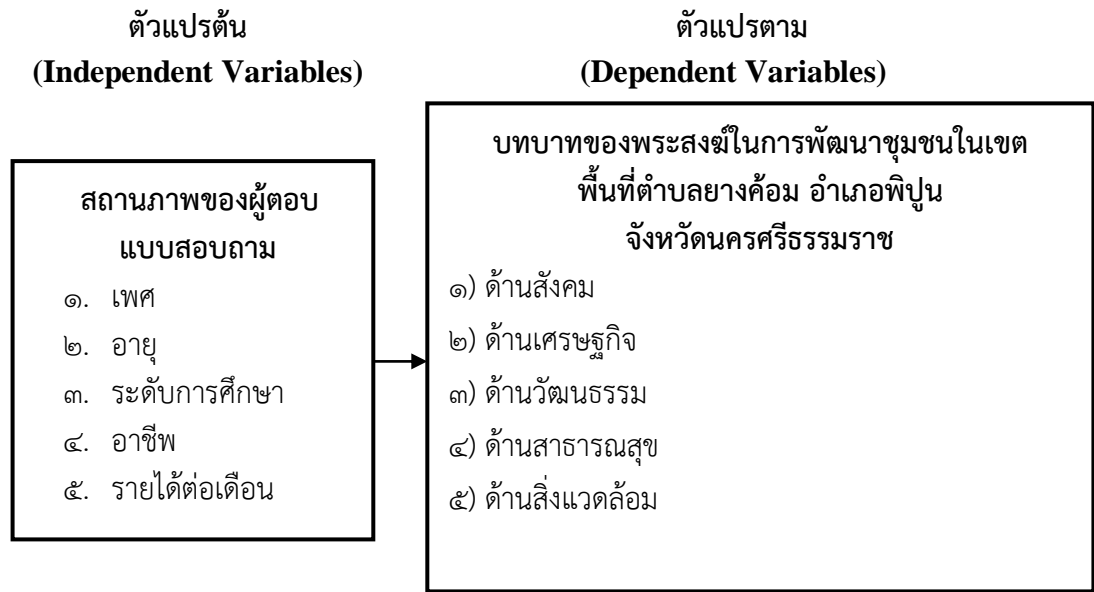 ตัวแปรต้น
(Independent Variables)
สถานภาพของผู้ตอบ
แบบสอบถาม
๑. เพศ
๒. อายุ
๓. ระดับการศึกษา
๔. อาชีพ
๕. รายได้ต่อเดือน
ตัวแปรตาม
(Dependent Variables)
บทบาทของพระสงฆ์ในการพัฒนาชุมชนในเขต
พื้นที่ตำบลยางค้อม อำเภอพิปูน
จังหวัดนครศรีธรรมราช
๑) ด้านสังคม
๒) ด้านเศรษฐกิจ
๓) ด้านวัฒนธรรม
๔) ด้านสาธารณสุข
๕) ด้านสิ่งแวดล้อม